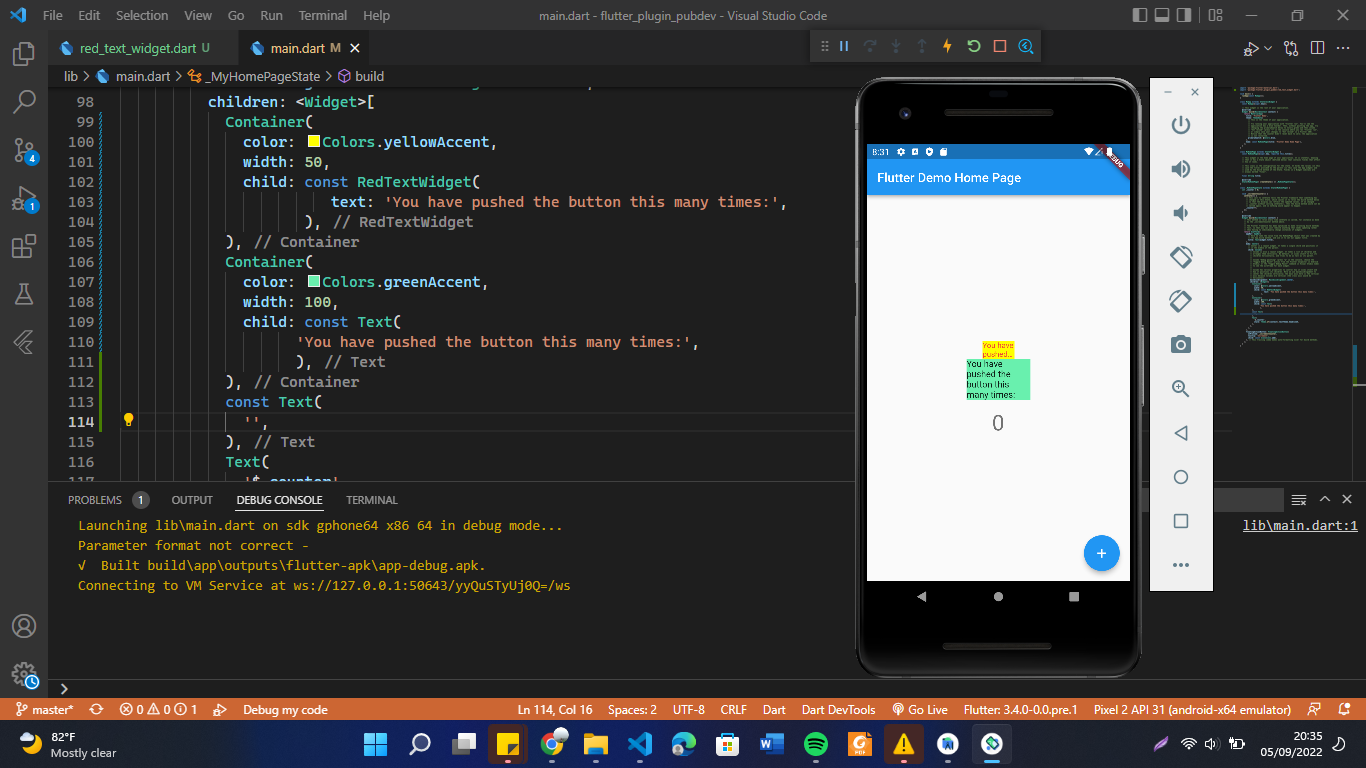 File Edit Selection View Go Run Terminal Help
main.dart - flutter_plugin_pubdev - Visual Studio Code
red_text_widget.dart U
main.dart M
lib > main.dart > _MyHomePageState > build
98 children: <Widget>[
99 Container(
100 color: Colors.yellowAccent,
101 width: 50,
102 child: const RedTextWidget(
103 text: 'You have pushed the button this many times:',
104 ), // RedTextWidget
105 ), // Container
106 Container(
107 color: Colors.greenAccent,
108 width: 100,
109 child: const Text(
110 'You have pushed the button this many times:',
111 ), // Text
112 ), // Container
113 const Text(
114 '',
115 ), // Text
116 Text(
4
1
PROBLEMS 1 OUTPUT DEBUG CONSOLE TERMINAL
Launching lib\main.dart on sdk gphone64 x86 64 in debug mode...
lib\main.dart:1
Parameter format not correct -
√ Built build\app\outputs\flutter-apk\app-debug.apk.
Connecting to VM Service at ws://127.0.0.1:50643/yyQuSTyUj0Q=/ws
8:31
DEBUG
Flutter Demo Home Page
You have
pushed...
You have
pushed the
button this
many times:
0
+
master* 0 0 1 Debug my code
Ln 114, Col 16 Spaces: 2 UTF-8 CRLF Dart Dart DevTools Go Live Flutter: 3.4.0-0.0.pre.1 Pixel 2 API 31 (android-x64 emulator)
82°F
Mostly clear
20:35
05/09/2022